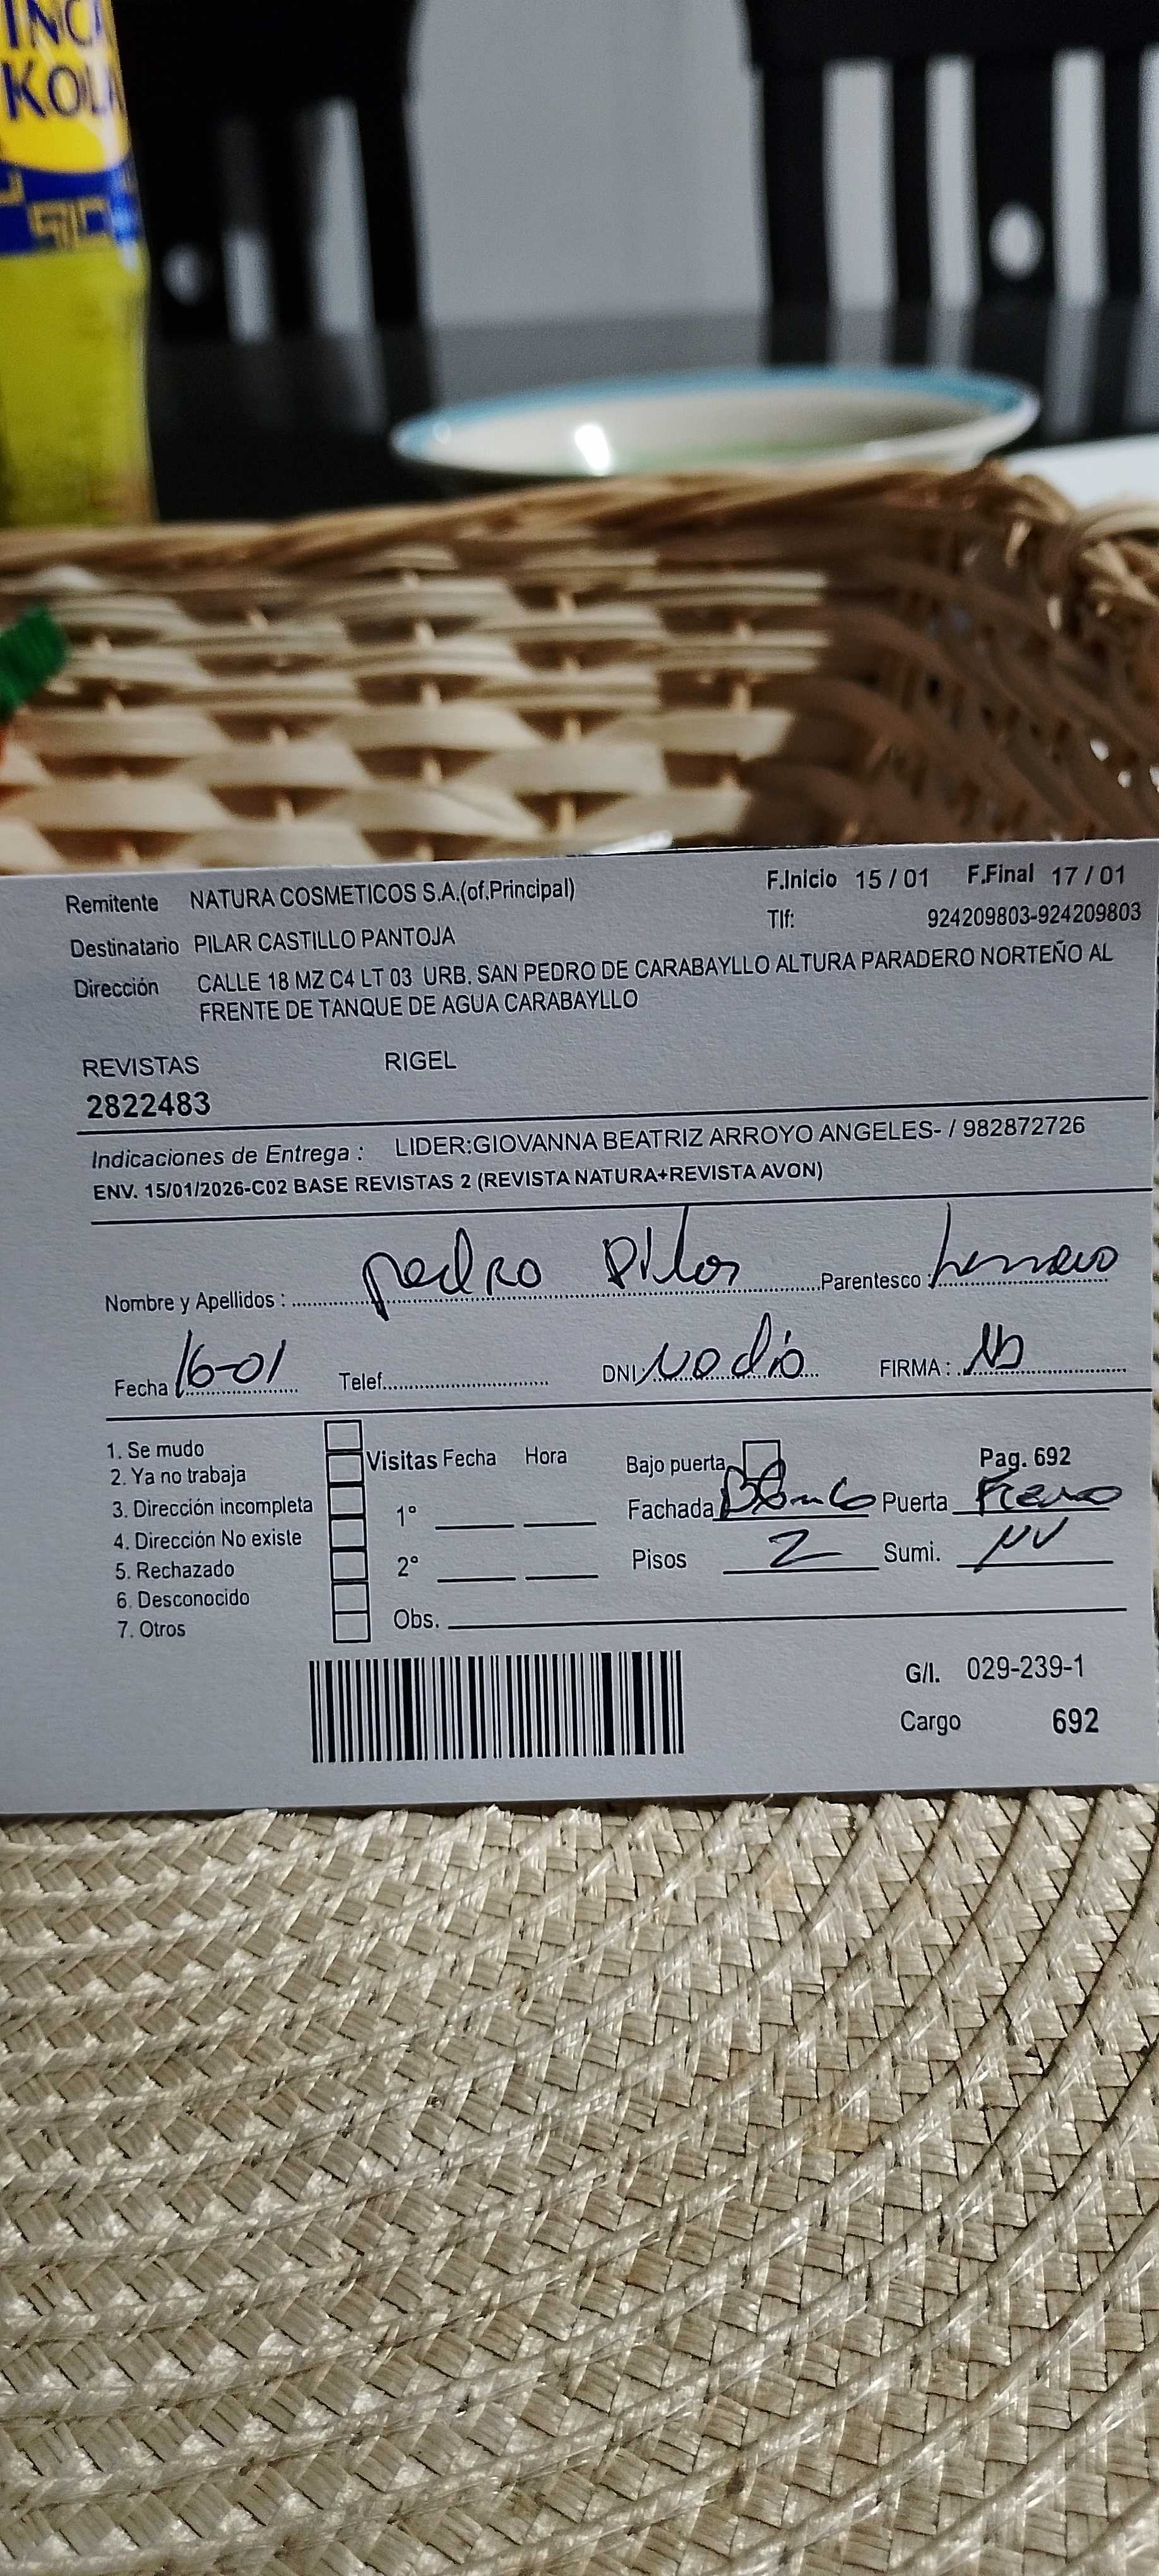 INCA
KOLA
Remitente NATURA COSMETICOS S.A.(of.Principal) F.Inicio 15 / 01 F.Final 17 / 01
Tlf: 924209803-924209803
Destinatario PILAR CASTILLO PANTOJA
Dirección CALLE 18 MZ C4 LT 03 URB. SAN PEDRO DE CARABAYLLO ALTURA PARADERO NORTEÑO AL
FRENTE DE TANQUE DE AGUA CARABAYLLO
REVISTAS RIGEL
2822483
Indicaciones de Entrega : LIDER:GIOVANNA BEATRIZ ARROYO ANGELES- / 982872726
ENV. 15/01/2026-C02 BASE REVISTAS 2 (REVISTA NATURA+REVISTA AVON)
Nombre y Apellidos : pedro Pilar Parentesco :
Fecha 16-01 Telef. DNI: no dio FIRMA :
1. Se mudo
2. Ya no trabaja
3. Dirección incompleta
4. Dirección No existe
5. Rechazado
6. Desconocido
7. Otros
Visitas Fecha Hora
1°
2°
Obs.
Bajo puerta Pag. 692
Fachada Blanco Puerta Fierro
Pisos 2 Sumi. NV
G/I. 029-239-1
Cargo 692